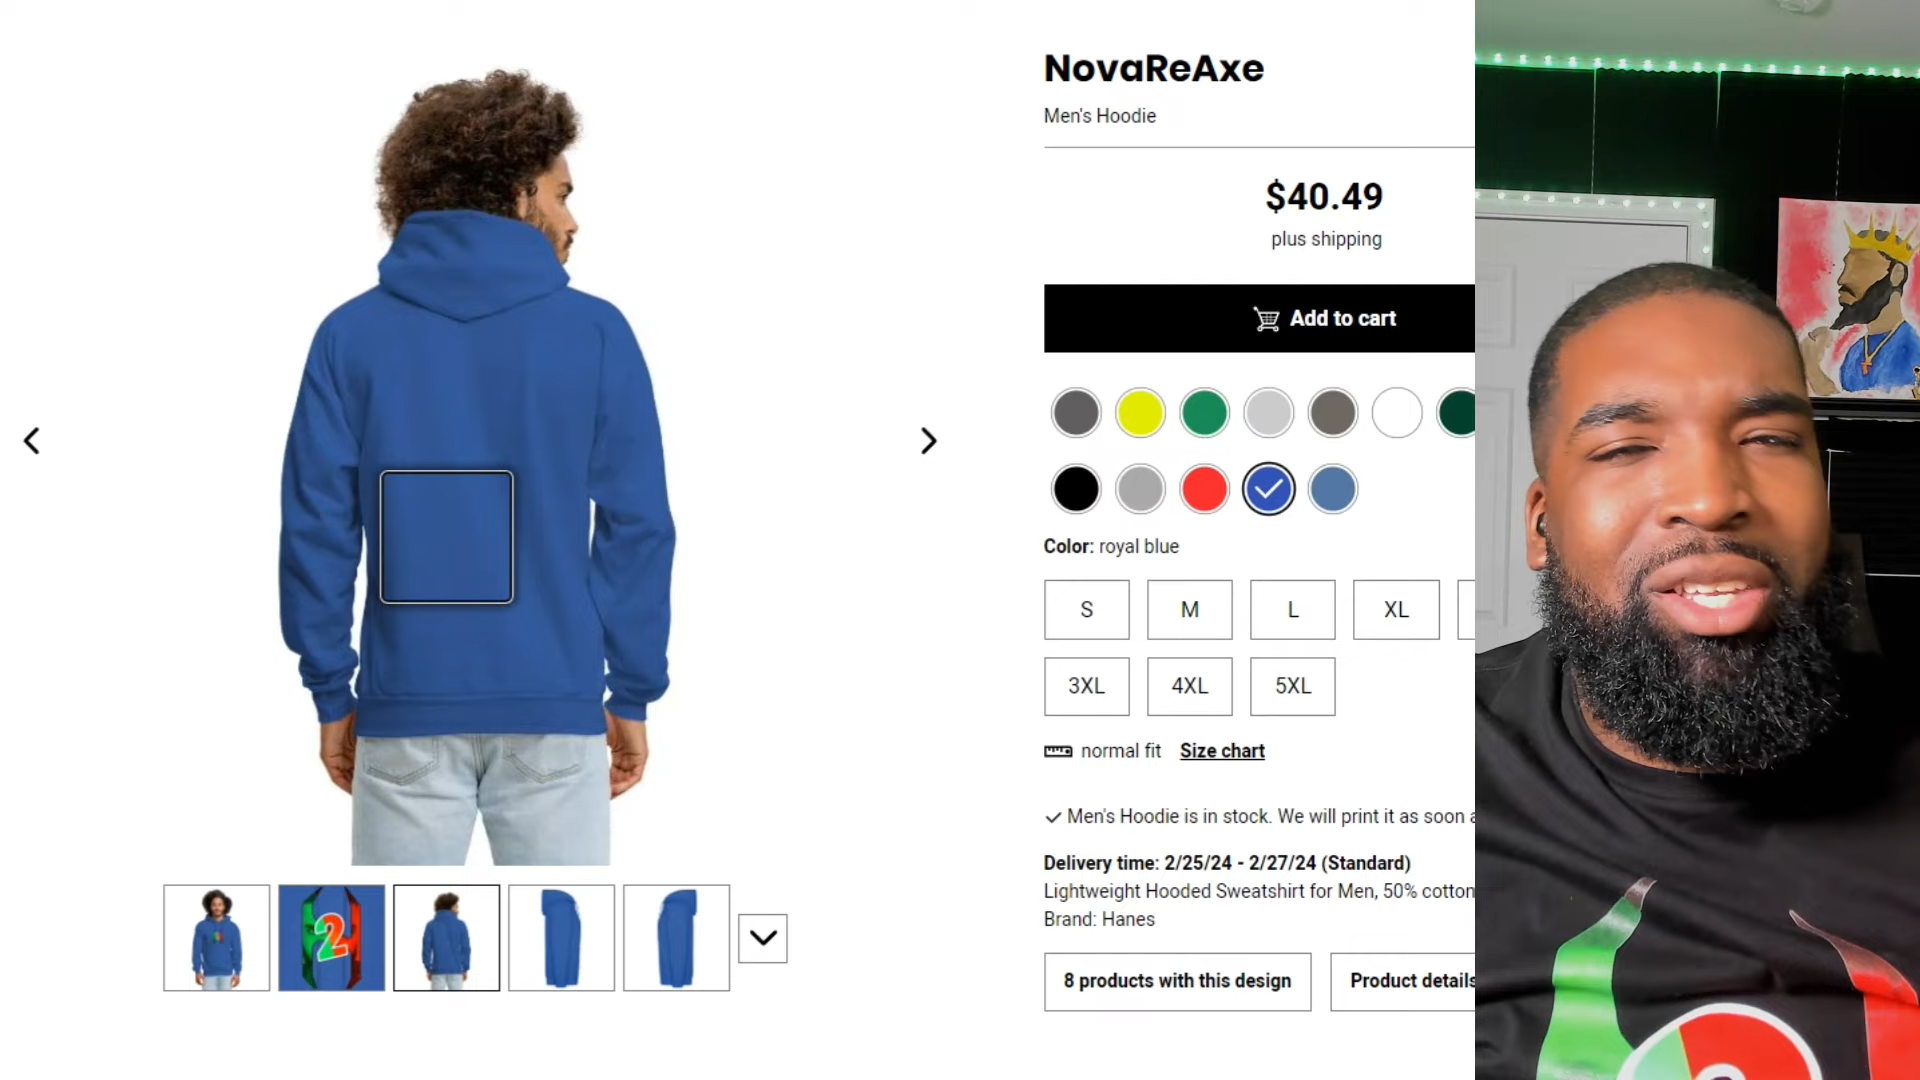 NovaReAxe
Men's Hoodie
$40.49
plus shipping
Add to cart
Color: royal blue
S M L XL
3XL 4XL 5XL
normal fit Size chart
Men's Hoodie is in stock. We will print it as soon
Delivery time: 2/25/24 - 2/27/24 (Standard)
Lightweight Hooded Sweatshirt for Men, 50% cotton
Brand: Hanes
8 products with this design Product details
2